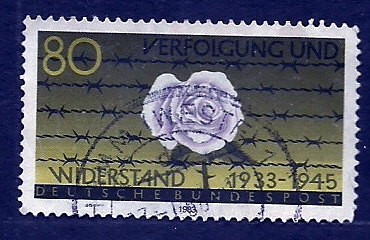 80 VERFOLGUNG UND
WIDERSTAND 1933-1945
DEUTSCHE BUNDESPOST
1983